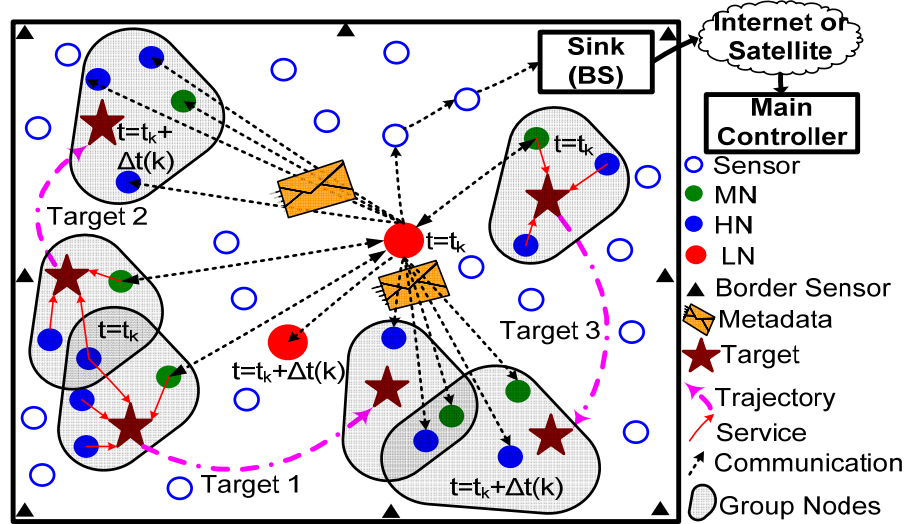 Internet or
Satellite
Sink
(BS)
Main
Controller
t=tₖ+
Δt(k)
t=tₖ
Target 2
t=tₖ
t=tₖ
Target 3
t=tₖ+Δt(k)
t=tₖ+Δt(k)
Target 1
Sensor
MN
HN
LN
Border Sensor
Metadata
Target
Trajectory
Service
Communication
Group Nodes